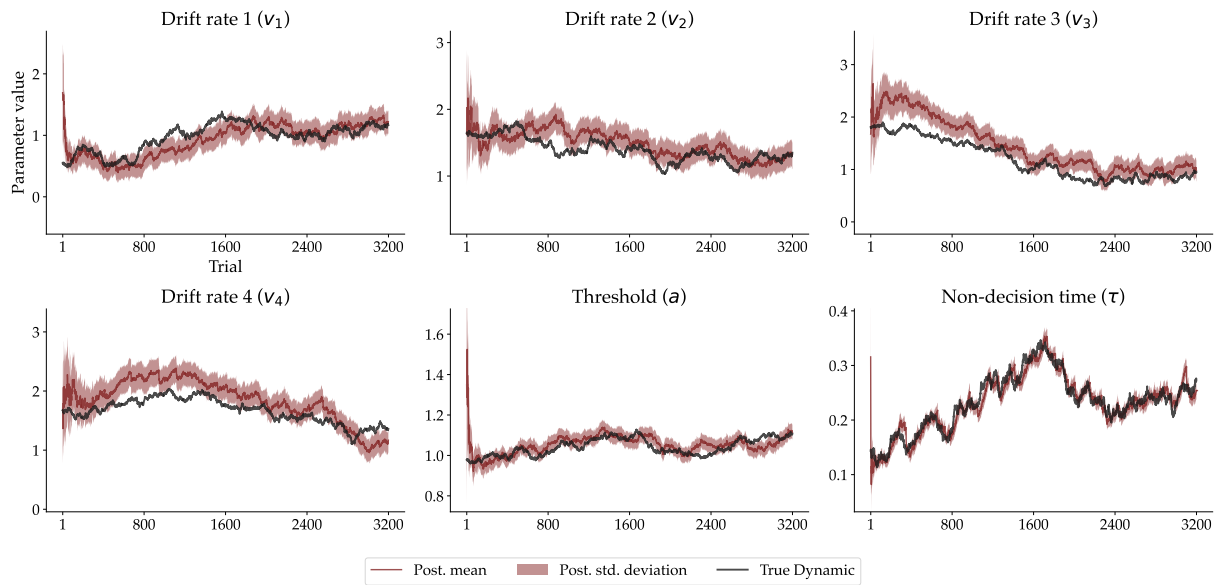 Drift rate 1 (v₁)
Parameter value
2
1
0
1 800 1600 2400 3200
Trial
Drift rate 2 (v₂)
3
2
1
1 800 1600 2400 3200
Drift rate 3 (v₃)
3
2
1
0
1 800 1600 2400 3200
Drift rate 4 (v₄)
3
2
1
0
1 800 1600 2400 3200
Threshold (a)
1.6
1.4
1.2
1.0
0.8
1 800 1600 2400 3200
Non-decision time (τ)
0.4
0.3
0.2
0.1
1 800 1600 2400 3200
Post. mean Post. std. deviation True Dynamic